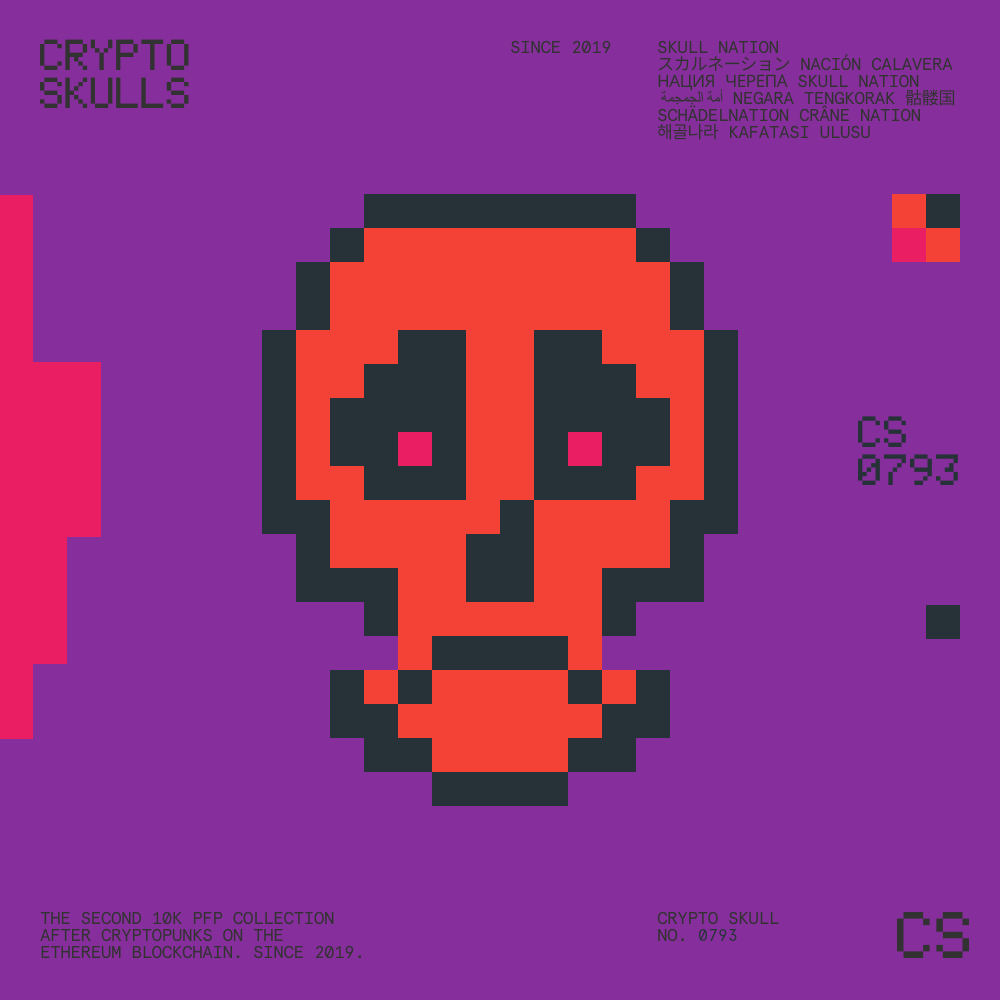 CRYPTO
SKULLS
SINCE 2019
SKULL NATION
スカルネーション NACIÓN CALAVERA
НАЦИЯ ЧЕРЕПА SKULL NATION
أمة الجمجمة NEGARA TENGKORAK 骷髅国
SCHÄDELNATION CRÂNE NATION
해골나라 KAFATASI ULUSU
CS
0793
THE SECOND 10K PFP COLLECTION
AFTER CRYPTOPUNKS ON THE
ETHEREUM BLOCKCHAIN. SINCE 2019.
CRYPTO SKULL
NO. 0793
CS